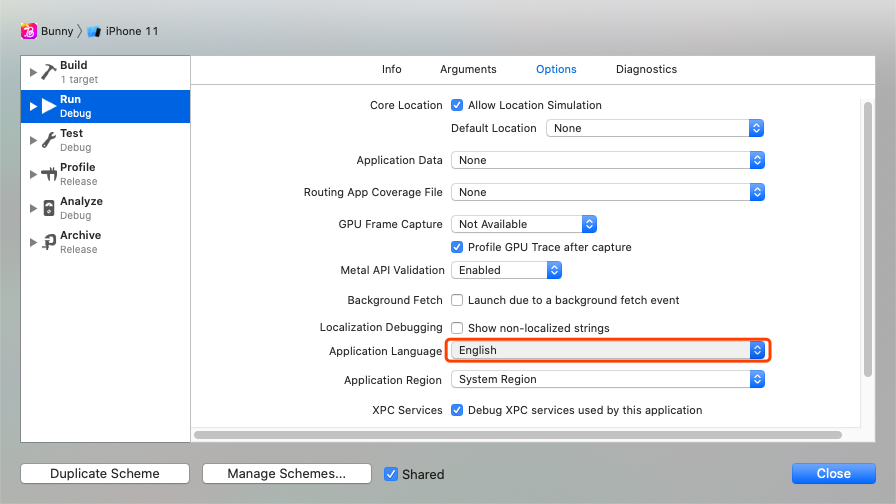 Bunny iPhone 11
Build
1 target
Run
Debug
Test
Debug
Profile
Release
Analyze
Debug
Archive
Release
Info Arguments Options Diagnostics
Core Location Allow Location Simulation
Default Location None
Application Data None
Routing App Coverage File None
GPU Frame Capture Not Available
Profile GPU Trace after capture
Metal API Validation Enabled
Background Fetch Launch due to a background fetch event
Localization Debugging Show non-localized strings
Application Language English
Application Region System Region
XPC Services Debug XPC services used by this application
Duplicate Scheme Manage Schemes... Shared Close